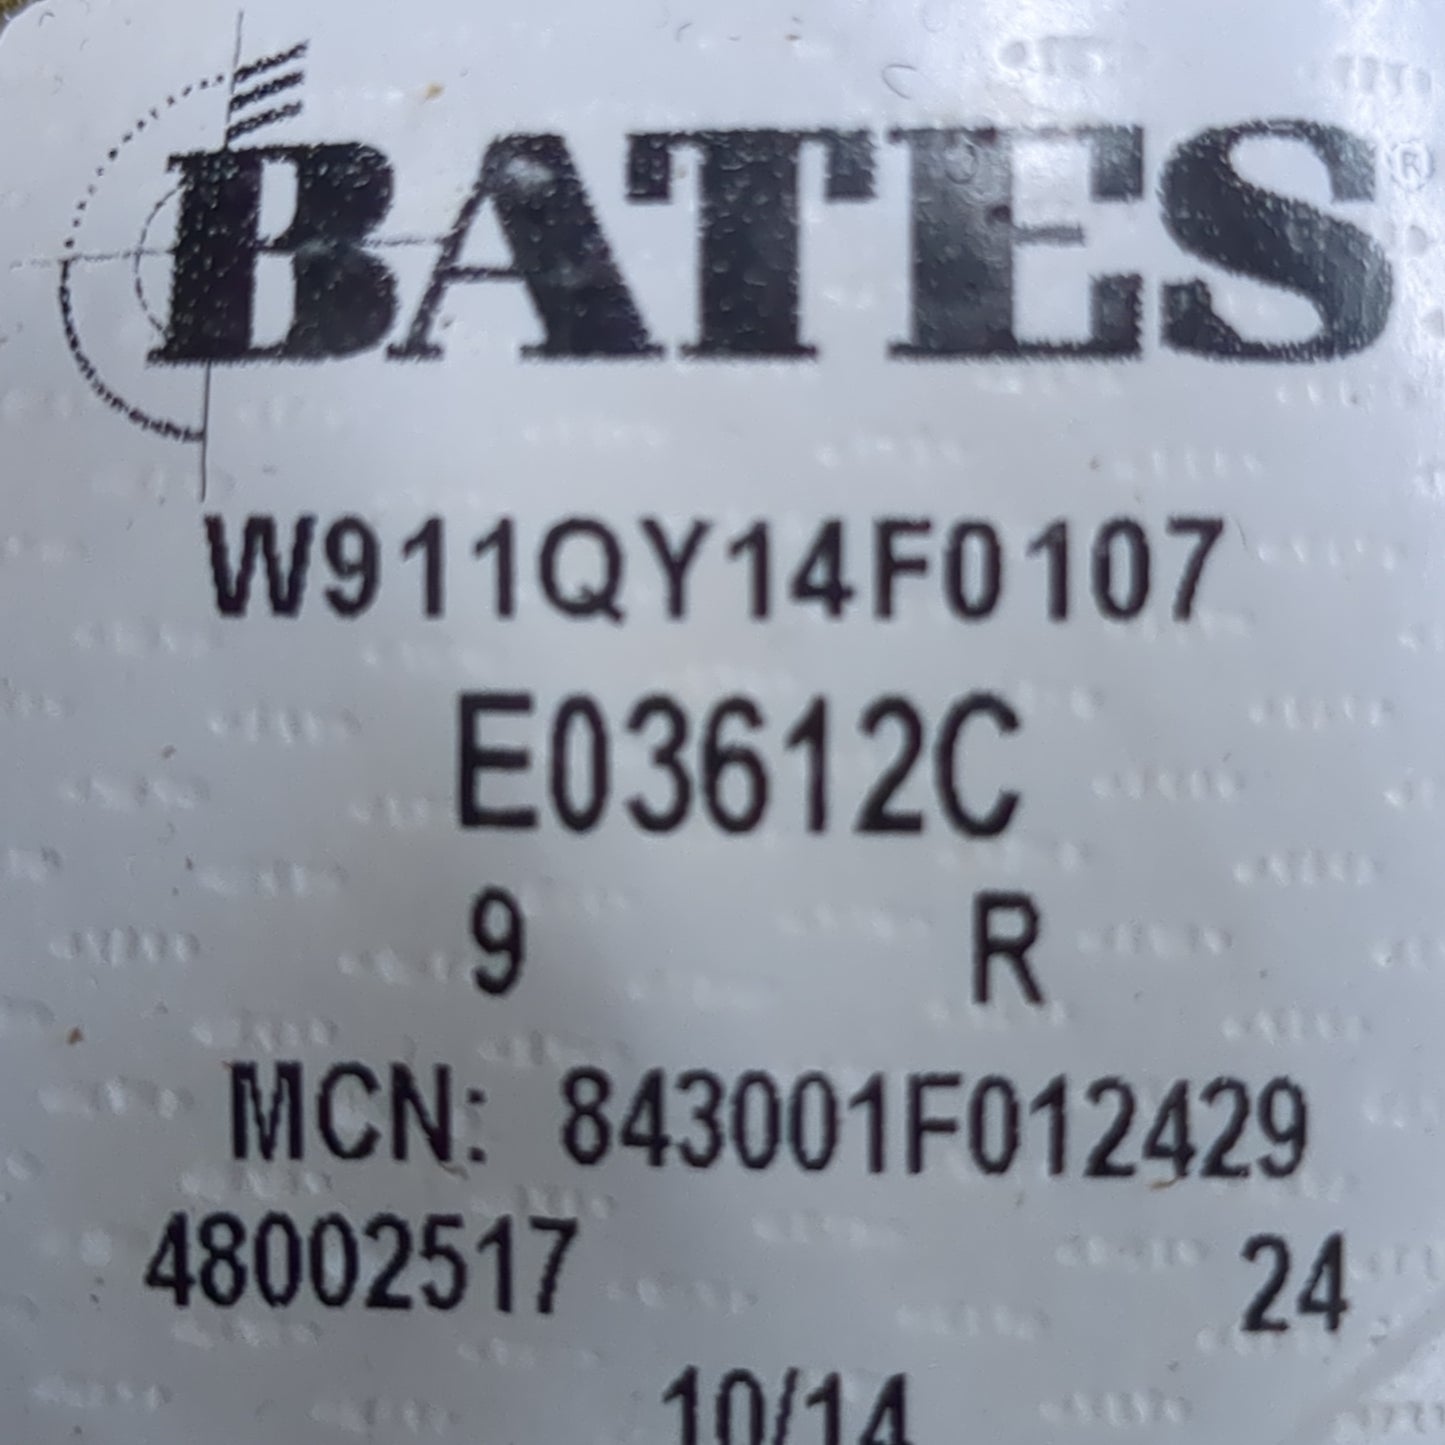 BATES®
W911QY14F0107
E03612C
9 R
MCN: 843001F012429
48002517 24
10/14